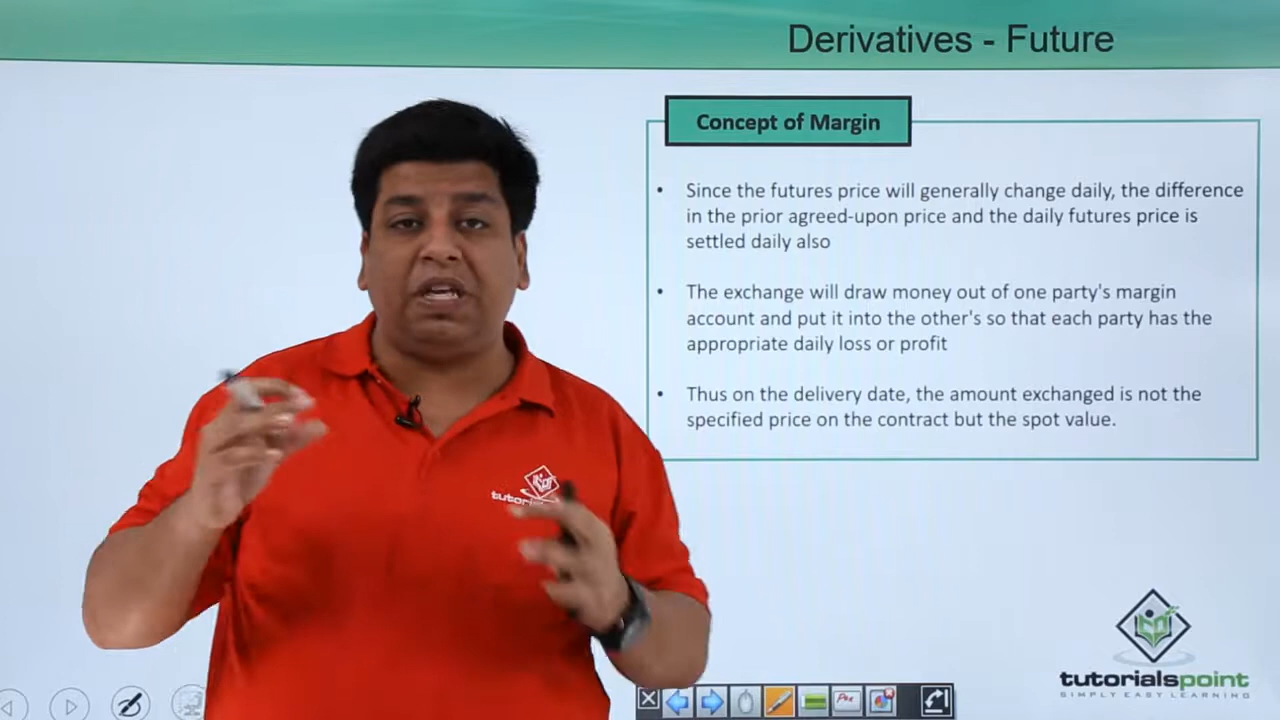 Derivatives - Future
Concept of Margin
• Since the futures price will generally change daily, the difference
in the prior agreed-upon price and the daily futures price is
settled daily also
• The exchange will draw money out of one party's margin
account and put it into the other's so that each party has the
appropriate daily loss or profit
• Thus on the delivery date, the amount exchanged is not the
specified price on the contract but the spot value.
tutorialspoint
SIMPLY EASY LEARNING